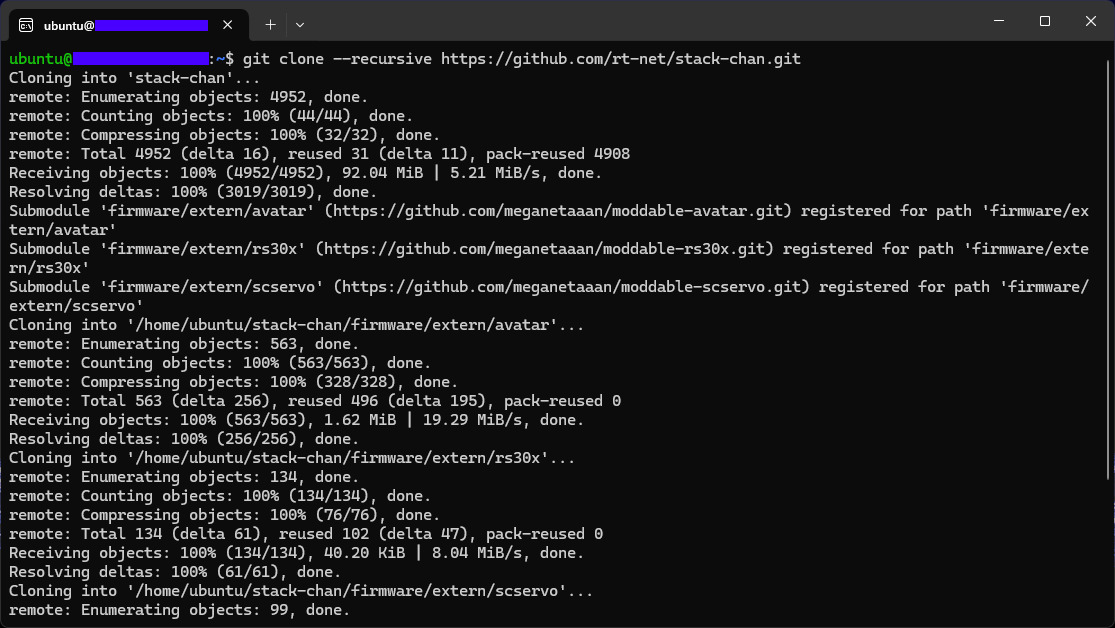 ubuntu@
ubuntu@ :~$ git clone --recursive https://github.com/rt-net/stack-chan.git
Cloning into 'stack-chan'...
remote: Enumerating objects: 4952, done.
remote: Counting objects: 100% (44/44), done.
remote: Compressing objects: 100% (32/32), done.
remote: Total 4952 (delta 16), reused 31 (delta 11), pack-reused 4908
Receiving objects: 100% (4952/4952), 92.04 MiB | 5.21 MiB/s, done.
Resolving deltas: 100% (3019/3019), done.
Submodule 'firmware/extern/avatar' (https://github.com/meganetaaan/moddable-avatar.git) registered for path 'firmware/ex
tern/avatar'
Submodule 'firmware/extern/rs30x' (https://github.com/meganetaaan/moddable-rs30x.git) registered for path 'firmware/exte
rn/rs30x'
Submodule 'firmware/extern/scservo' (https://github.com/meganetaaan/moddable-scservo.git) registered for path 'firmware/
extern/scservo'
Cloning into '/home/ubuntu/stack-chan/firmware/extern/avatar'...
remote: Enumerating objects: 563, done.
remote: Counting objects: 100% (563/563), done.
remote: Compressing objects: 100% (328/328), done.
remote: Total 563 (delta 256), reused 496 (delta 195), pack-reused 0
Receiving objects: 100% (563/563), 1.62 MiB | 19.29 MiB/s, done.
Resolving deltas: 100% (256/256), done.
Cloning into '/home/ubuntu/stack-chan/firmware/extern/rs30x'...
remote: Enumerating objects: 134, done.
remote: Counting objects: 100% (134/134), done.
remote: Compressing objects: 100% (76/76), done.
remote: Total 134 (delta 61), reused 102 (delta 47), pack-reused 0
Receiving objects: 100% (134/134), 40.20 KiB | 8.04 MiB/s, done.
Resolving deltas: 100% (61/61), done.
Cloning into '/home/ubuntu/stack-chan/firmware/extern/scservo'...
remote: Enumerating objects: 99, done.